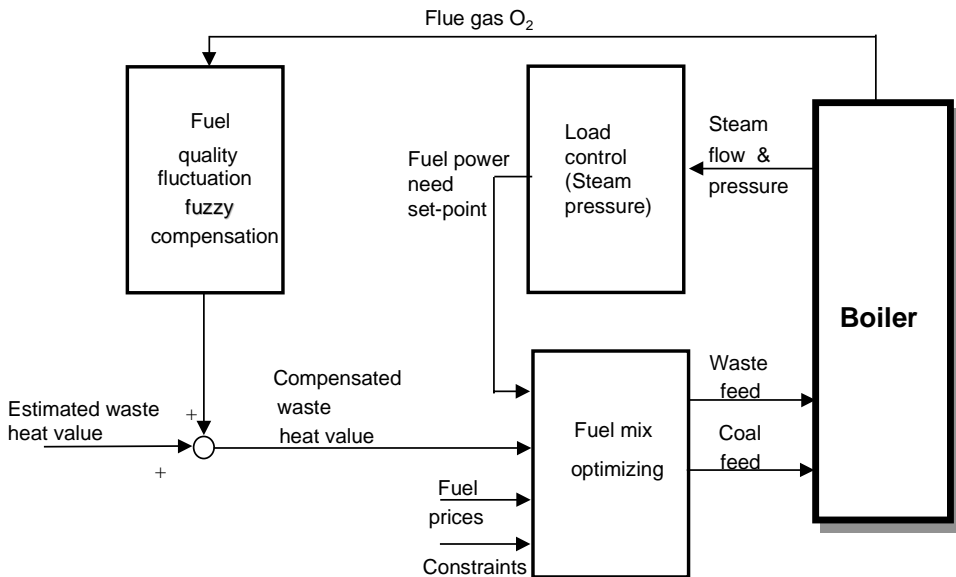 Flue gas O₂
Fuel
quality
fluctuation
fuzzy
compensation
Fuel power
need
set-point
Load
control
(Steam
pressure)
Steam
flow &
pressure
Boiler
Estimated waste
heat value
+
+
Compensated
waste
heat value
Fuel mix
optimizing
Waste
feed
Coal
feed
Fuel
prices
Constraints